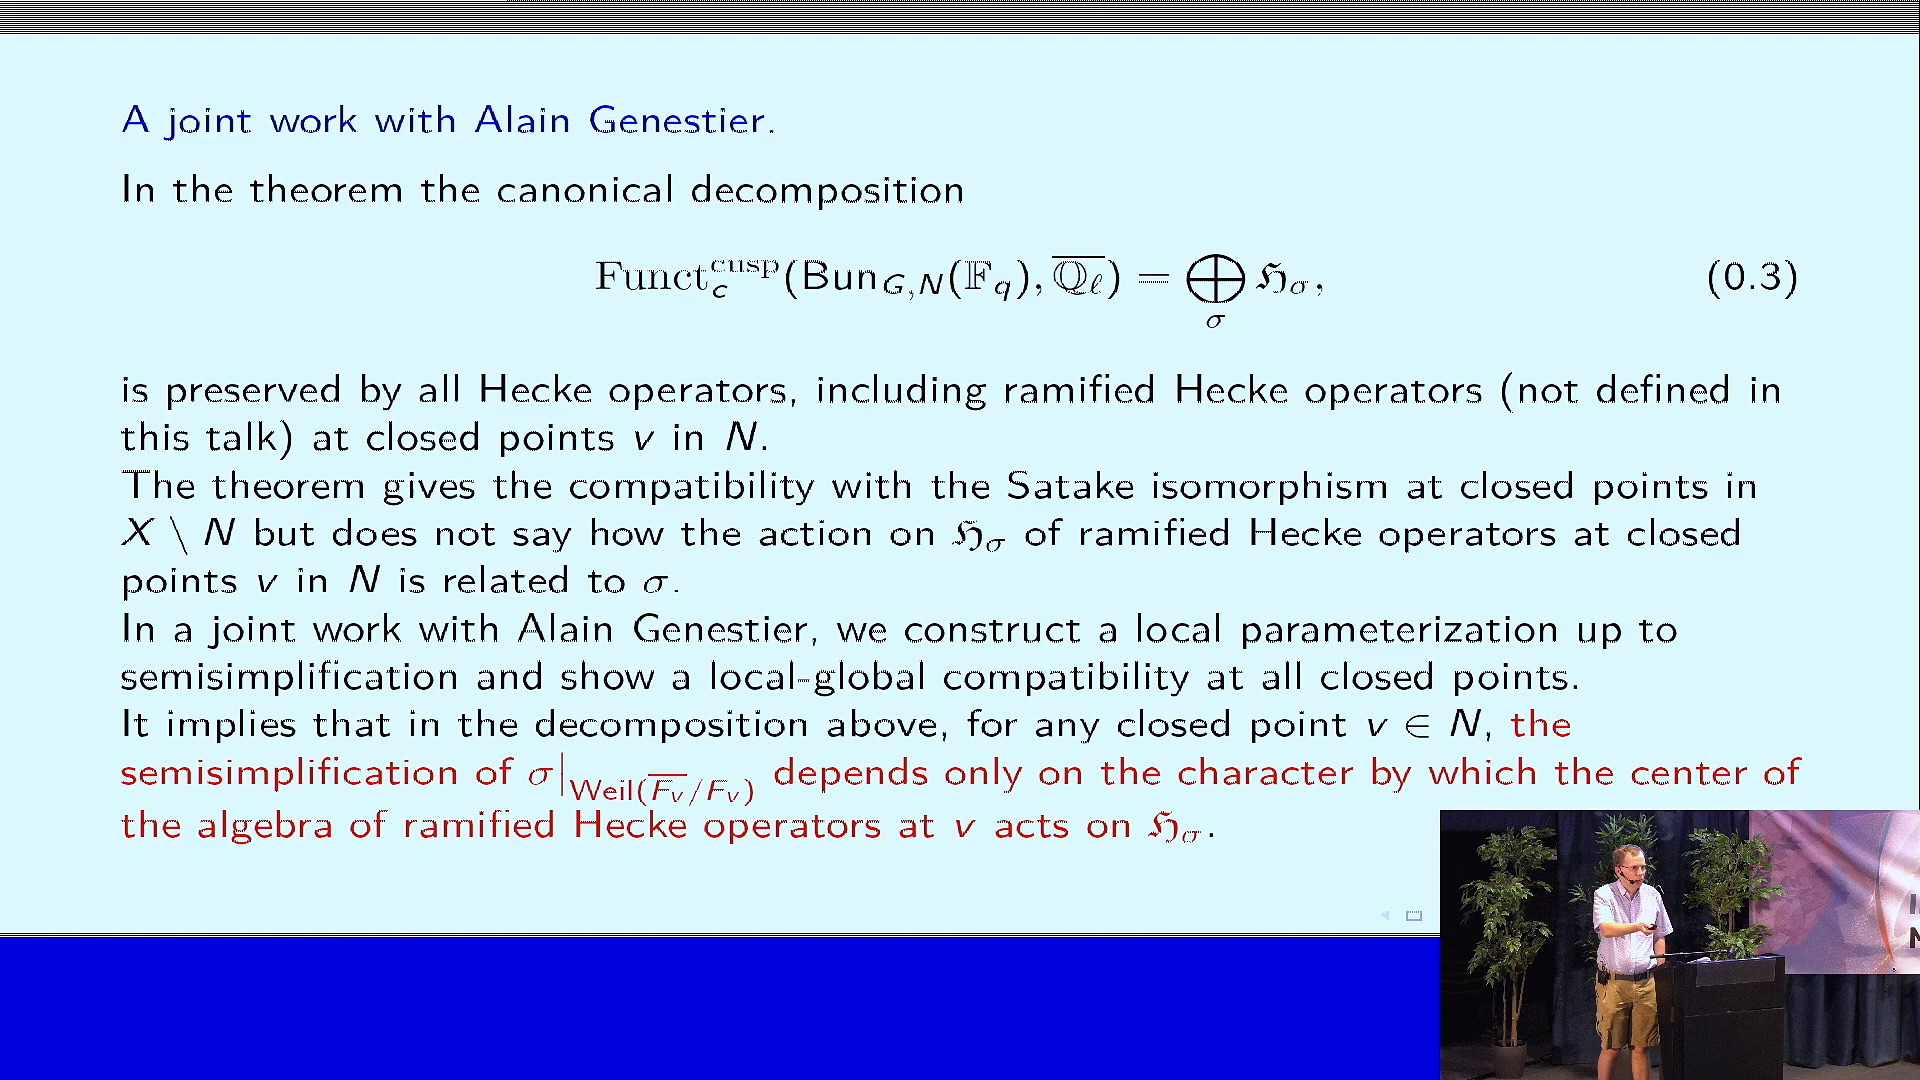 A joint work with Alain Genestier.
In the theorem the canonical decomposition
Funct_c^{cusp}(Bun_{G,N}(𝔽_q), \overline{ℚ_ℓ}) = ⨁_σ ℌ_σ, (0.3)
is preserved by all Hecke operators, including ramified Hecke operators (not defined in
this talk) at closed points v in N.
The theorem gives the compatibility with the Satake isomorphism at closed points in
X \ N but does not say how the action on ℌ_σ of ramified Hecke operators at closed
points v in N is related to σ.
In a joint work with Alain Genestier, we construct a local parameterization up to
semisimplification and show a local-global compatibility at all closed points.
It implies that in the decomposition above, for any closed point v ∈ N, the
semisimplification of σ|_{Weil(\overline{F_v}/F_v)} depends only on the character by which the center of
the algebra of ramified Hecke operators at v acts on ℌ_σ.